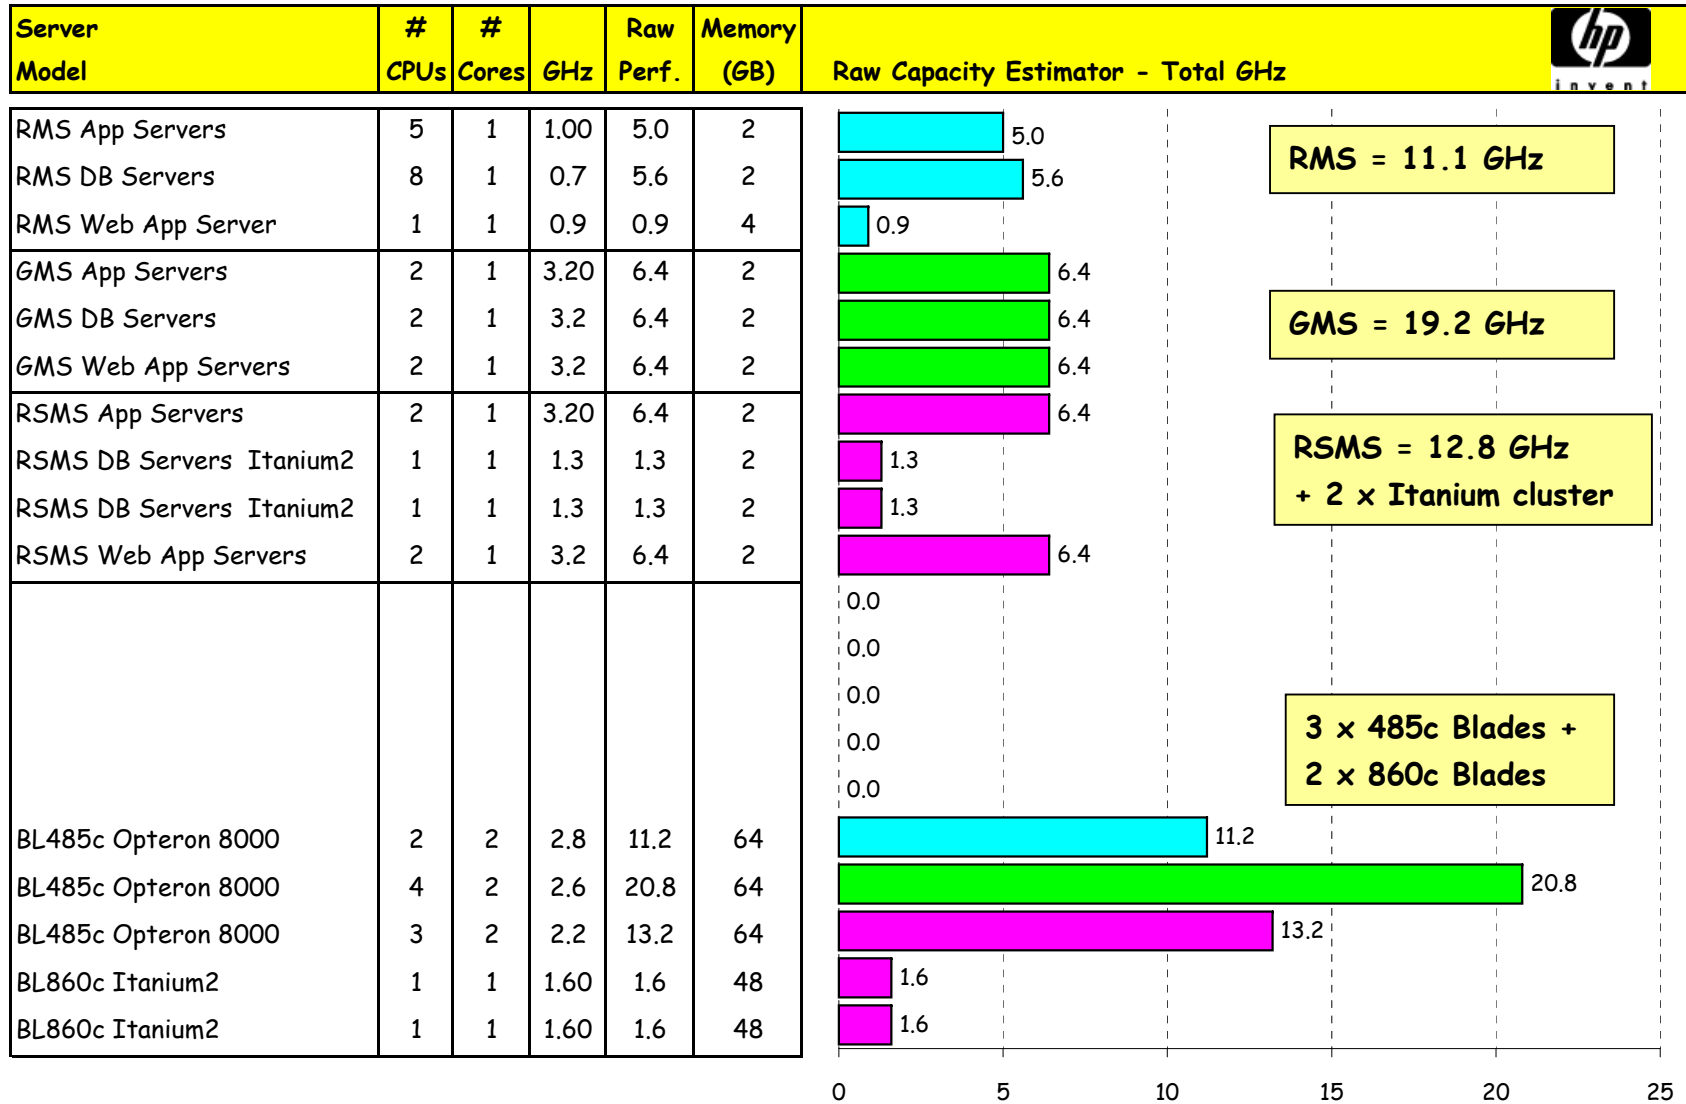 Server # # Raw Memory
Model CPUs Cores GHz Perf. (GB) Raw Capacity Estimator - Total GHz
hp
invent
RMS App Servers 5 1 1.00 5.0 2 5.0
RMS DB Servers 8 1 0.7 5.6 2 5.6
RMS Web App Server 1 1 0.9 0.9 4 0.9
RMS = 11.1 GHz
GMS App Servers 2 1 3.20 6.4 2 6.4
GMS DB Servers 2 1 3.2 6.4 2 6.4
GMS Web App Servers 2 1 3.2 6.4 2 6.4
GMS = 19.2 GHz
RSMS App Servers 2 1 3.20 6.4 2 6.4
RSMS DB Servers Itanium2 1 1 1.3 1.3 2 1.3
RSMS DB Servers Itanium2 1 1 1.3 1.3 2 1.3
RSMS Web App Servers 2 1 3.2 6.4 2 6.4
RSMS = 12.8 GHz
+ 2 x Itanium cluster
0.0
0.0
0.0
0.0
0.0
3 x 485c Blades +
2 x 860c Blades
BL485c Opteron 8000 2 2 2.8 11.2 64 11.2
BL485c Opteron 8000 4 2 2.6 20.8 64 20.8
BL485c Opteron 8000 3 2 2.2 13.2 64 13.2
BL860c Itanium2 1 1 1.60 1.6 48 1.6
BL860c Itanium2 1 1 1.60 1.6 48 1.6
0 5 10 15 20 25